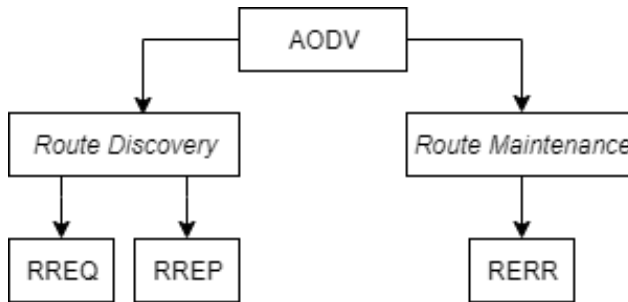 AODV
Route Discovery
Route Maintenance
RREQ
RREP
RERR